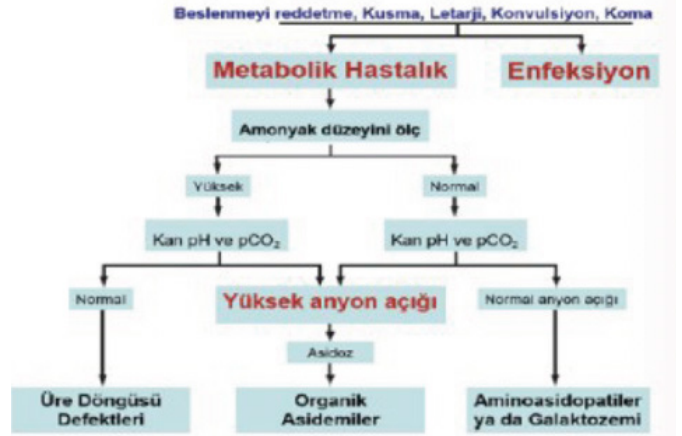 Beslenmeyi reddetme, Kusma, Letarji, Konvulsiyon, Koma
Metabolik Hastalık
Enfeksiyon
Amonyak düzeyini ölç
Yüksek
Normal
Kan pH ve pCO₂
Kan pH ve pCO₂
Normal
Yüksek anyon açığı
Normal anyon açığı
Asidoz
Üre Döngüsü
Defektleri
Organik
Asidemiler
Aminoasidopatiler
ya da Galaktozemi